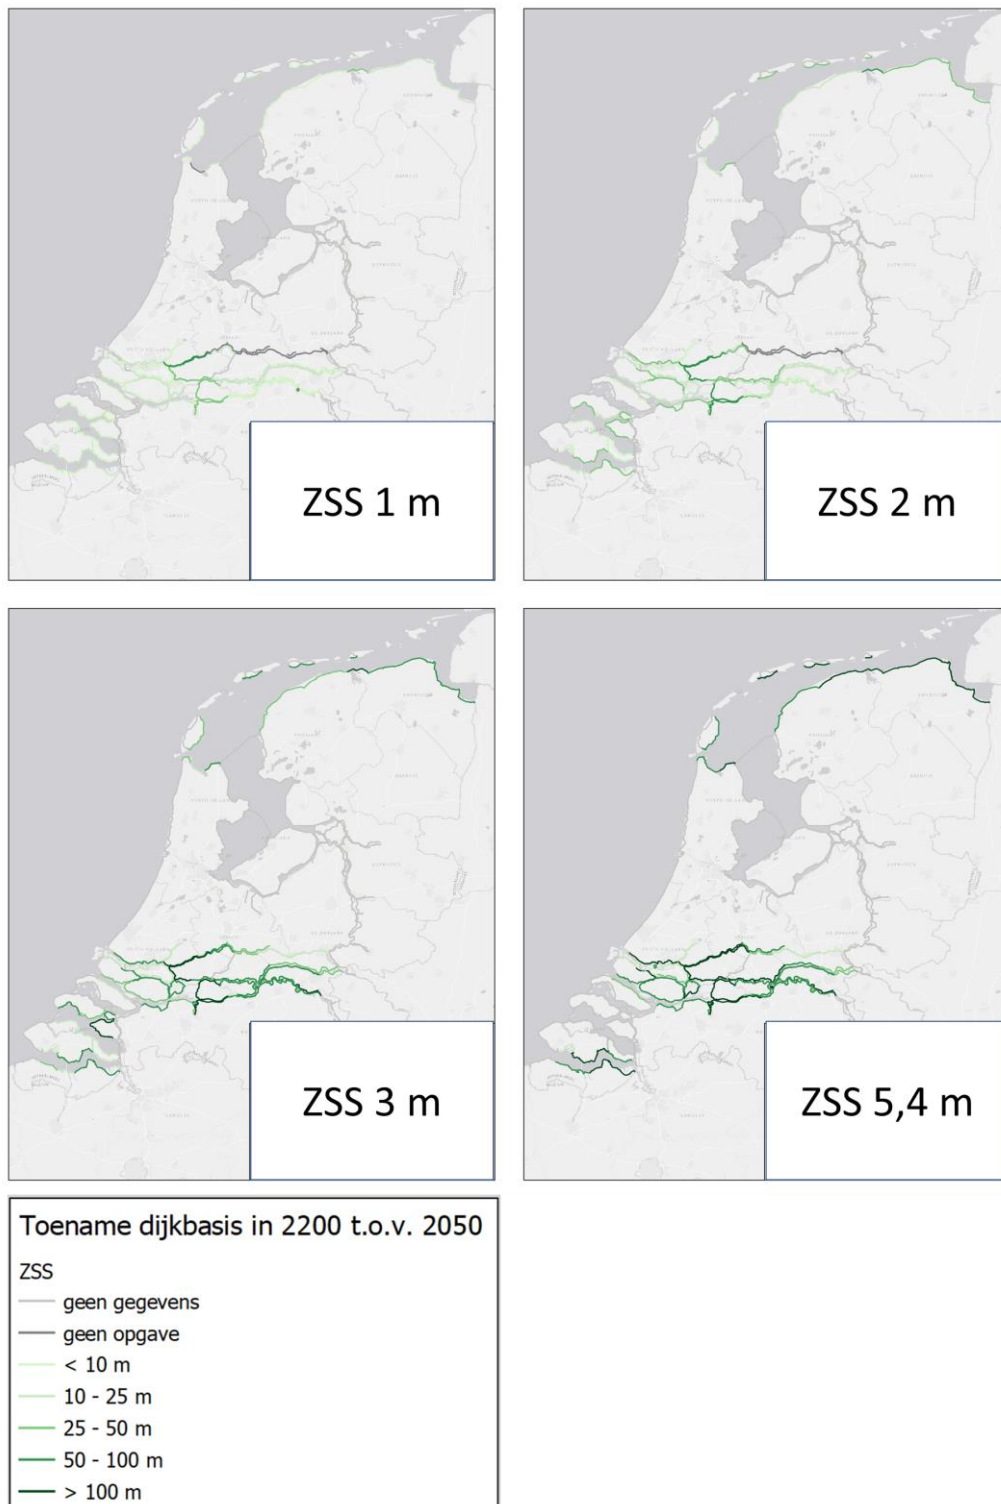 ZSS 1 m
ZSS 2 m
ZSS 3 m
ZSS 5,4 m
Toename dijkbasis in 2200 t.o.v. 2050
ZSS
geen gegevens
geen opgave
< 10 m
10 - 25 m
25 - 50 m
50 - 100 m
> 100 m